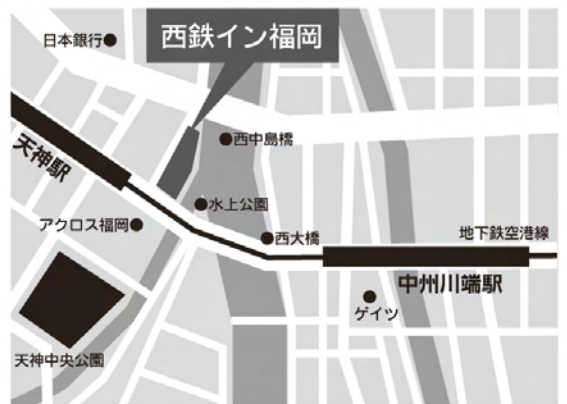 日本銀行
西鉄イン福岡
西中島橋
天神駅
水上公園
アクロス福岡
西大橋
地下鉄空港線
中州川端駅
ゲイツ
天神中央公園